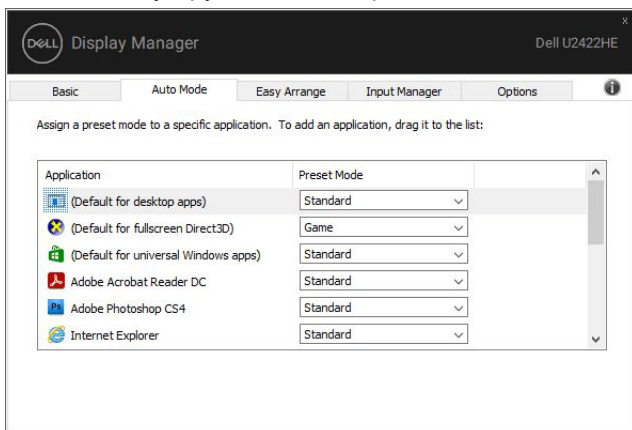 DELL Display Manager
Dell U2422HE
x
Basic Auto Mode Easy Arrange Input Manager Options i
Assign a preset mode to a specific application. To add an application, drag it to the list:
Application Preset Mode
(Default for desktop apps) Standard
(Default for fullscreen Direct3D) Game
(Default for universal Windows apps) Standard
Adobe Acrobat Reader DC Standard
Ps Adobe Photoshop CS4 Standard
Internet Explorer Standard